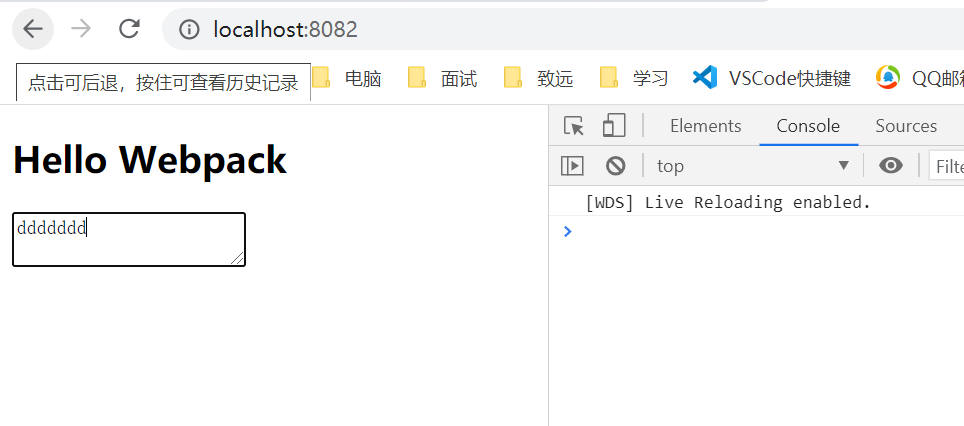 localhost:8082
点击可后退，按住可查看历史记录 电脑 面试 致远 学习 VSCode快捷键 QQ邮
Hello Webpack
ddddddd
Elements Console Sources
top Filte
[WDS] Live Reloading enabled.